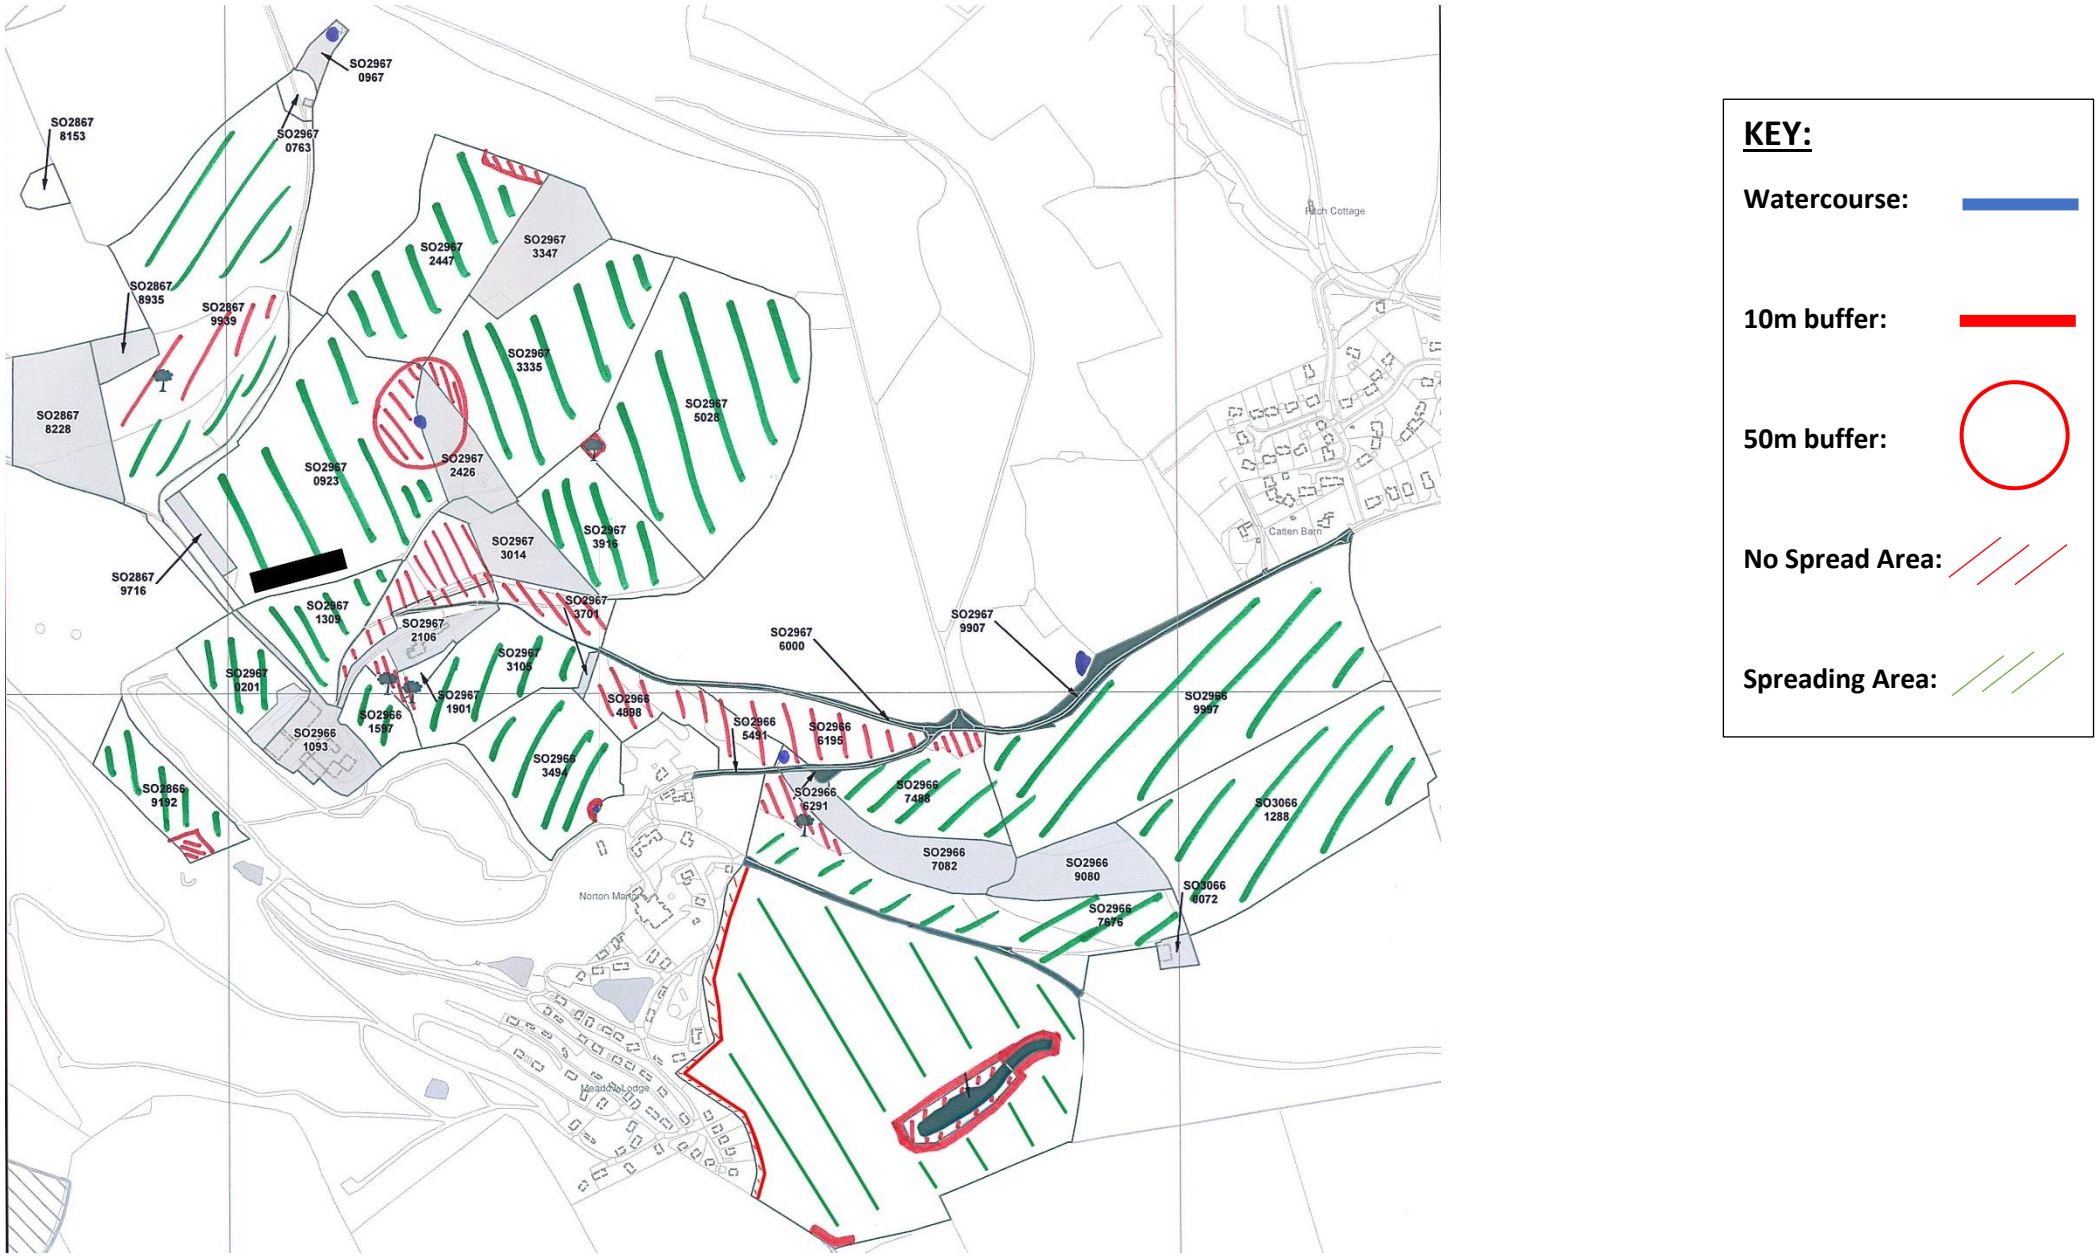 SO2967
0967
SO2867
8153
SO2967
0763
SO2967
2447
SO2967
3347
SO2867
8935
SO2867
9939
SO2967
3335
SO2967
5028
SO2867
8228
SO2967
2426
SO2967
0923
SO2967
3916
SO2967
3014
SO2867
9716
SO2967
1309
SO2967
3701
SO2967
2106
SO2967
6000
SO2967
9907
SO2967
3105
SO2967
0201
SO2967
1901
SO2966
4898
SO2966
1597
SO2966
5491
SO2966
6195
SO2966
9997
SO2966
1093
SO2966
3494
SO2866
9192
SO2966
6291
SO2966
7488
SO3066
1288
SO2966
7082
SO2966
9080
SO3066
0072
SO2966
7676
Pitch Cottage
Catten Barn
Norton Manor
Meadow Lodge
KEY:
Watercourse:
10m buffer:
50m buffer:
No Spread Area:
Spreading Area: